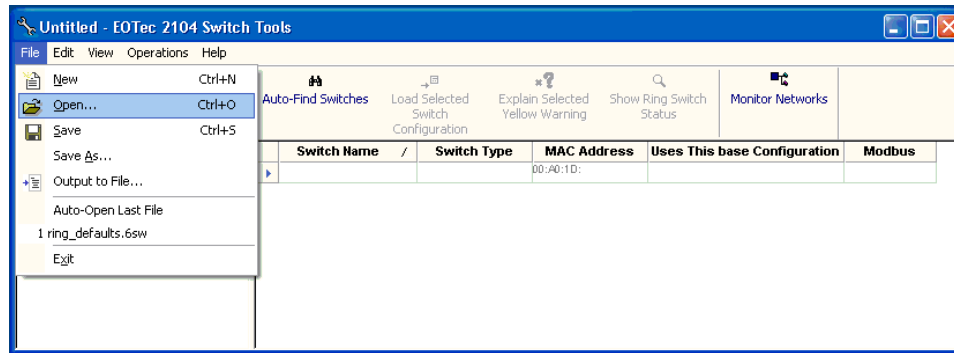 Untitled - EOTec 2104 Switch Tools
File Edit View Operations Help
New Ctrl+N
Open... Ctrl+O
Save Ctrl+S
Save As...
Output to File...
Auto-Open Last File
1 ring_defaults.6sw
Exit
Auto-Find Switches
Load Selected
Switch
Configuration
Explain Selected
Yellow Warning
Show Ring Switch
Status
Monitor Networks
Switch Name / Switch Type MAC Address Uses This base Configuration Modbus
00:A0:1D: